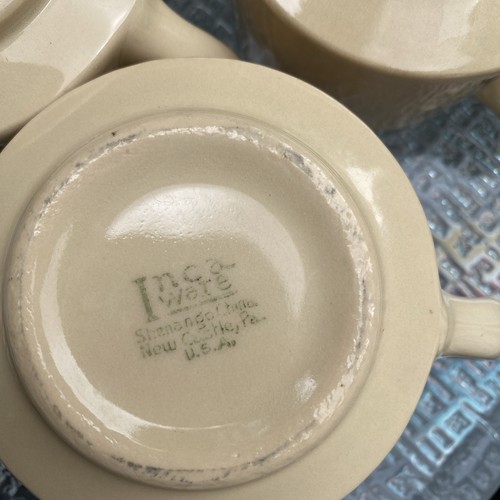 Inca
ware
Shenango China
New Castle, Pa.
U.S.A.